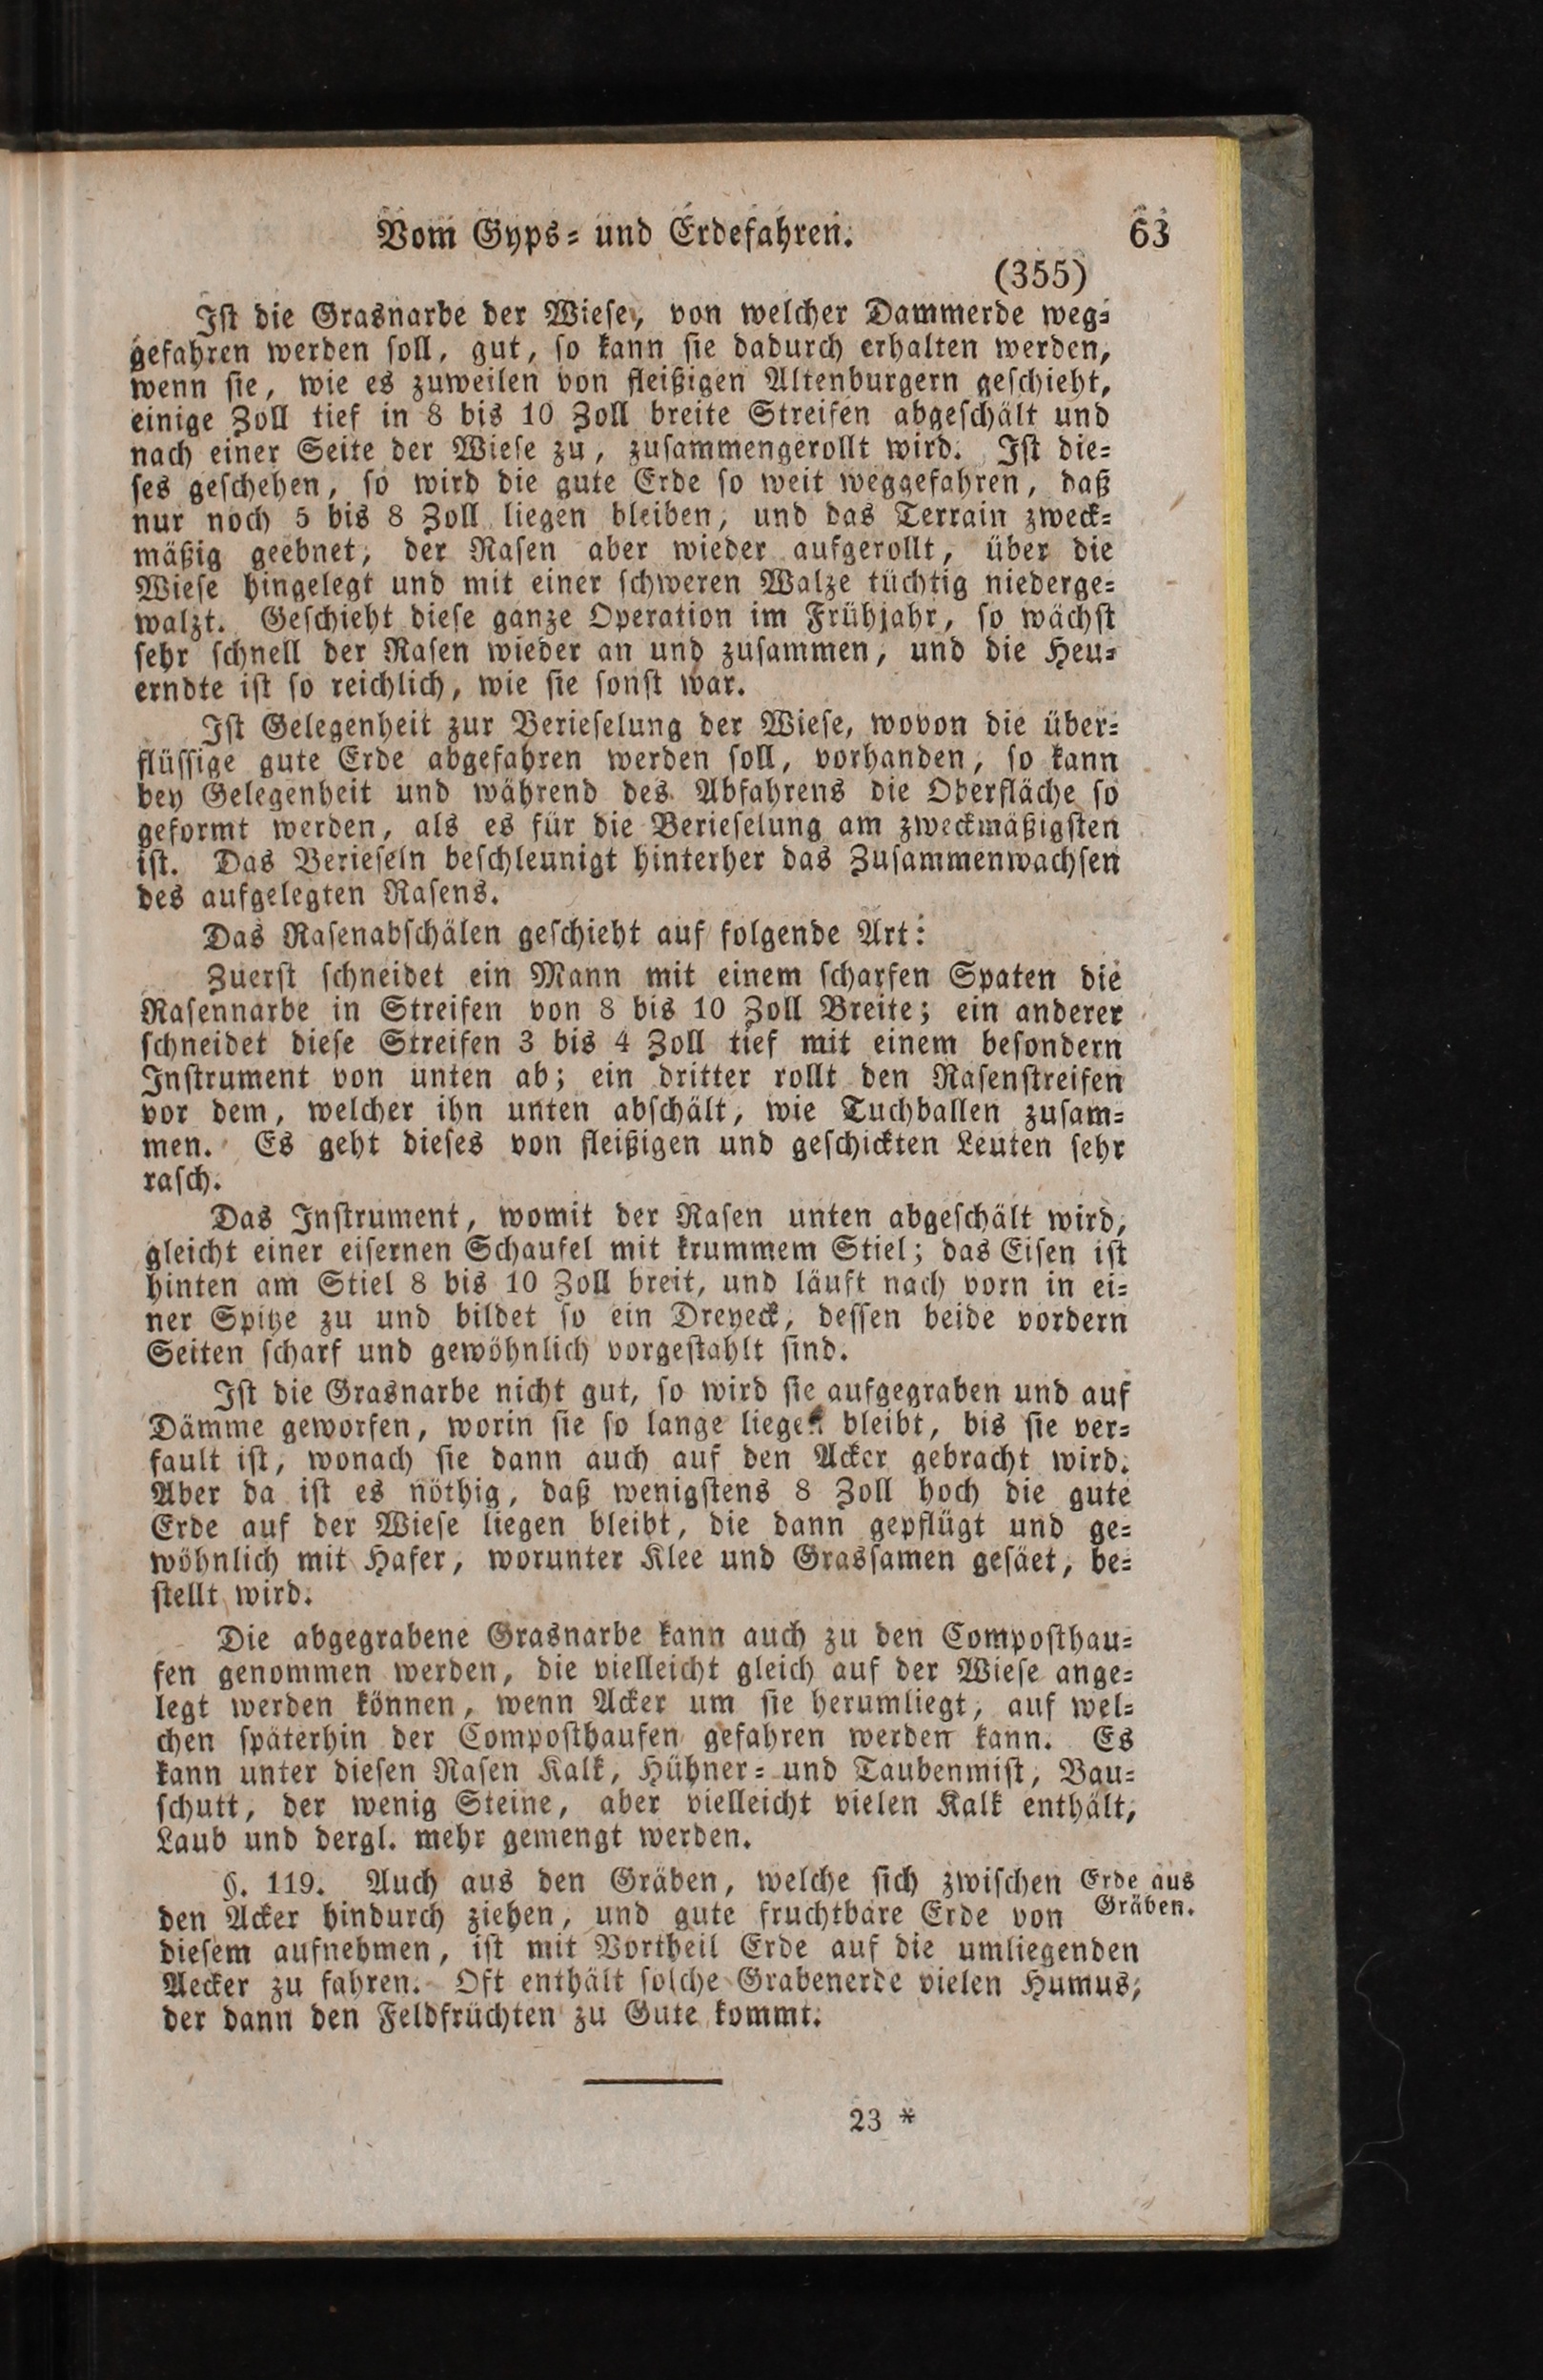 Vom Gyps= und Erdefahren. 63
(355)
Iſt die Grasnarbe der Wieſe, von welcher Dammerde weg=
gefahren werden ſoll, gut, ſo kann ſie dadurch erhalten werden,
wenn ſie, wie es zuweilen von fleißigen Altenburgern geſchieht,
einige Zoll tief in 8 bis 10 Zoll breite Streifen abgeſchält und
nach einer Seite der Wieſe zu, zuſammengerollt wird. Iſt die=
ſes geſchehen, ſo wird die gute Erde ſo weit weggefahren, daß
nur noch 5 bis 8 Zoll liegen bleiben, und das Terrain zweck=
mäßig geebnet, der Raſen aber wieder aufgerollt, über die
Wieſe hingelegt und mit einer ſchweren Walze tüchtig niederge=
walzt. Geſchieht dieſe ganze Operation im Frühjahr, ſo wächſt
ſehr ſchnell der Raſen wieder an und zuſammen, und die Heu=
erndte iſt ſo reichlich, wie ſie ſonſt war.
Iſt Gelegenheit zur Berieſelung der Wieſe, wovon die über=
flüſſige gute Erde abgefahren werden ſoll, vorhanden, ſo kann
bey Gelegenheit und während des Abfahrens die Oberfläche ſo
geformt werden, als es für die Berieſelung am zweckmäßigſten
iſt. Das Berieſeln beſchleunigt hinterher das Zuſammenwachſen
des aufgelegten Raſens.
Das Raſenabſchälen geſchieht auf folgende Art:
Zuerſt ſchneidet ein Mann mit einem ſcharfen Spaten die
Raſennarbe in Streifen von 8 bis 10 Zoll Breite; ein anderer
ſchneidet dieſe Streifen 3 bis 4 Zoll tief mit einem beſondern
Inſtrument von unten ab; ein dritter rollt den Raſenſtreifen
vor dem, welcher ihn unten abſchält, wie Tuchballen zuſam=
men. Es geht dieſes von fleißigen und geſchickten Leuten ſehr
raſch.
Das Inſtrument, womit der Raſen unten abgeſchält wird,
gleicht einer eiſernen Schaufel mit krummem Stiel; das Eiſen iſt
hinten am Stiel 8 bis 10 Zoll breit, und läuft nach vorn in ei=
ner Spitze zu und bildet ſo ein Dreyeck, deſſen beide vordern
Seiten ſcharf und gewöhnlich vorgeſtahlt ſind.
Iſt die Grasnarbe nicht gut, ſo wird ſie aufgegraben und auf
Dämme geworfen, worin ſie ſo lange liegen bleibt, bis ſie ver=
fault iſt, wonach ſie dann auch auf den Acker gebracht wird.
Aber da iſt es nöthig, daß wenigſtens 8 Zoll hoch die gute
Erde auf der Wieſe liegen bleibt, die dann gepflügt und ge=
wöhnlich mit Hafer, worunter Klee und Grasſamen geſäet, be=
ſtellt wird.
Die abgegrabene Grasnarbe kann auch zu den Compoſthau=
fen genommen werden, die vielleicht gleich auf der Wieſe ange=
legt werden können, wenn Acker um ſie herumliegt, auf wel=
chen ſpäterhin der Compoſthaufen gefahren werden kann. Es
kann unter dieſen Raſen Kalk, Hühner= und Taubenmiſt, Bau=
ſchutt, der wenig Steine, aber vielleicht vielen Kalk enthält,
Laub und dergl. mehr gemengt werden.
§. 119. Auch aus den Gräben, welche ſich zwiſchen Erde aus
den Acker hindurch ziehen, und gute fruchtbare Erde von Gräben.
dieſem aufnehmen, iſt mit Vortheil Erde auf die umliegenden
Aecker zu fahren. Oft enthält ſolche Grabenerde vielen Humus,
der dann den Feldfrüchten zu Gute kommt.
23 *